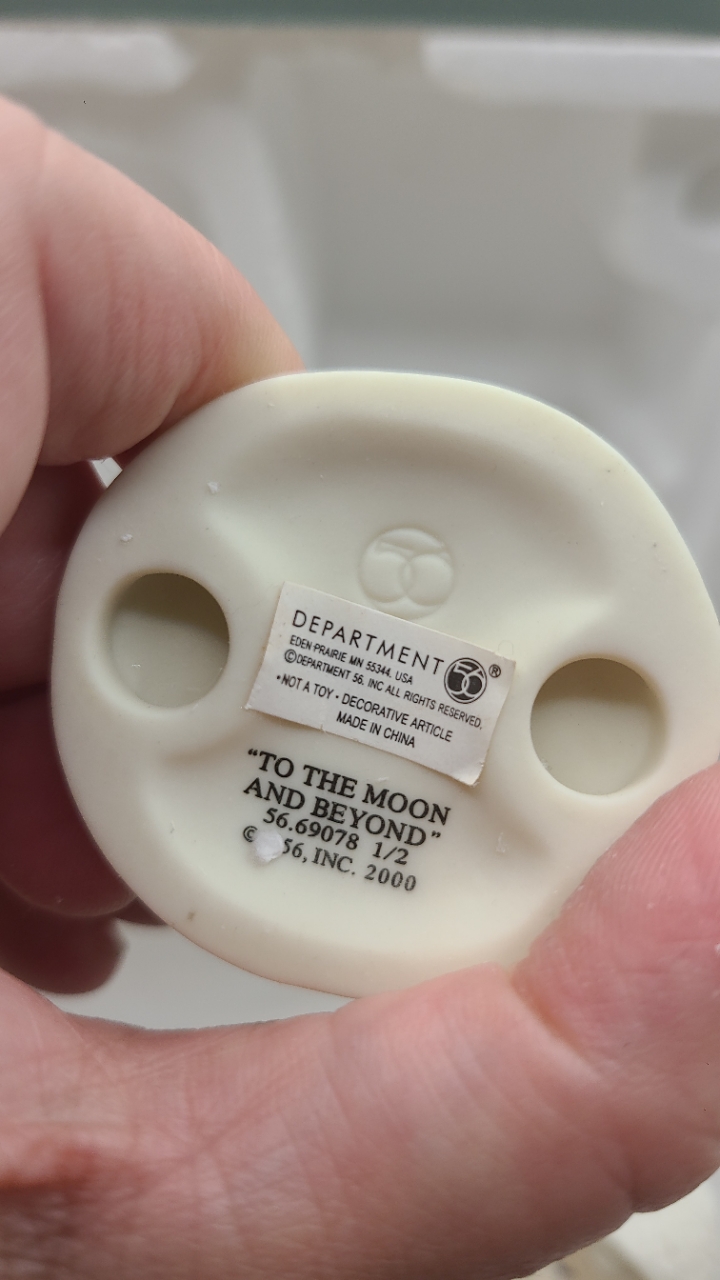 DEPARTMENT 56®
EDEN PRAIRIE MN 55344, USA
©DEPARTMENT 56, INC ALL RIGHTS RESERVED.
•NOT A TOY • DECORATIVE ARTICLE
MADE IN CHINA
"TO THE MOON
AND BEYOND"
56.69078 1/2
© 56, INC. 2000